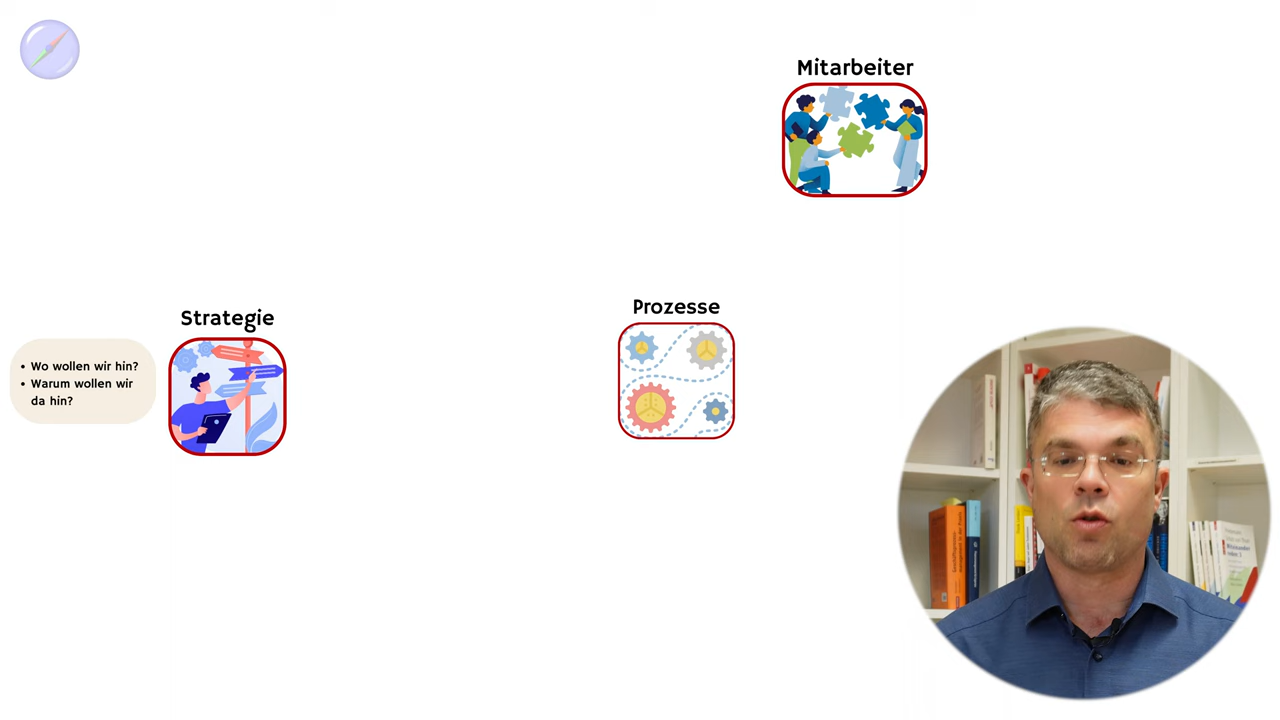 Mitarbeiter
Strategie
Prozesse
• Wo wollen wir hin?
• Warum wollen wir
da hin?